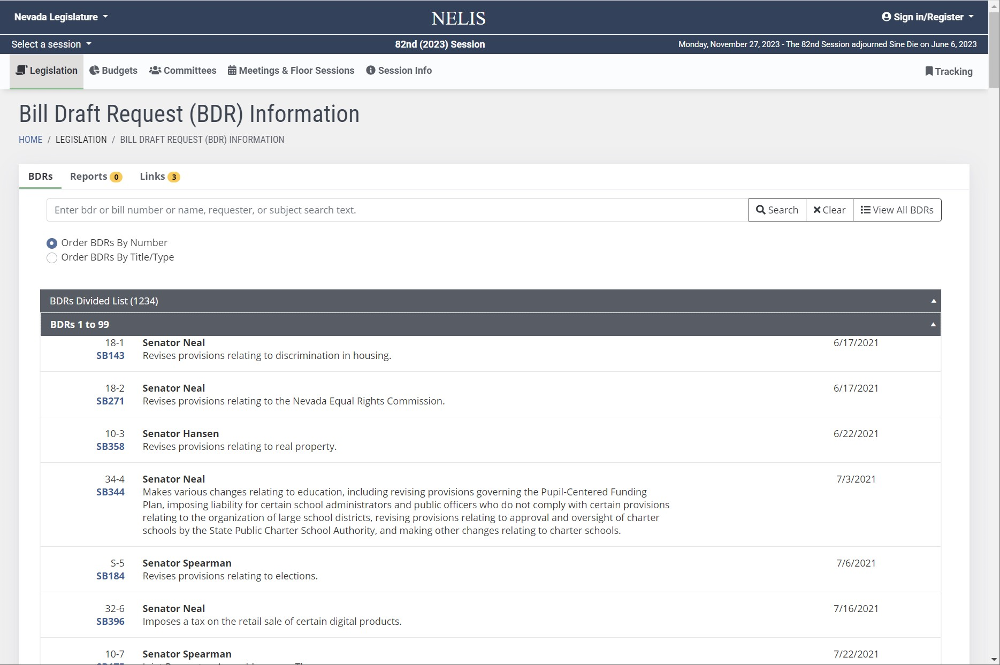 Nevada Legislature
NELIS
Sign in/Register
Select a session
82nd (2023) Session
Monday, November 27, 2023 - The 82nd Session adjourned Sine Die on June 6, 2023
Legislation
Budgets
Committees
Meetings & Floor Sessions
Session Info
Tracking
Bill Draft Request (BDR) Information
HOME / LEGISLATION / BILL DRAFT REQUEST (BDR) INFORMATION
BDRs
Reports 0
Links 3
Enter bdr or bill number or name, requester, or subject search text.
Search
Clear
View All BDRs
Order BDRs By Number
Order BDRs By Title/Type
BDRs Divided List (1234)
BDRs 1 to 99
18-1 Senator Neal 6/17/2021
SB143 Revises provisions relating to discrimination in housing.
18-2 Senator Neal 6/17/2021
SB271 Revises provisions relating to the Nevada Equal Rights Commission.
10-3 Senator Hansen 6/22/2021
SB358 Revises provisions relating to real property.
34-4 Senator Neal 7/3/2021
SB344 Makes various changes relating to education, including revising provisions governing the Pupil-Centered Funding
Plan, imposing liability for certain school administrators and public officers who do not comply with certain provisions
relating to the organization of large school districts, revising provisions relating to approval and oversight of charter
schools by the State Public Charter School Authority, and making other changes relating to charter schools.
S-5 Senator Spearman 7/6/2021
SB184 Revises provisions relating to elections.
32-6 Senator Neal 7/16/2021
SB396 Imposes a tax on the retail sale of certain digital products.
10-7 Senator Spearman 7/22/2021